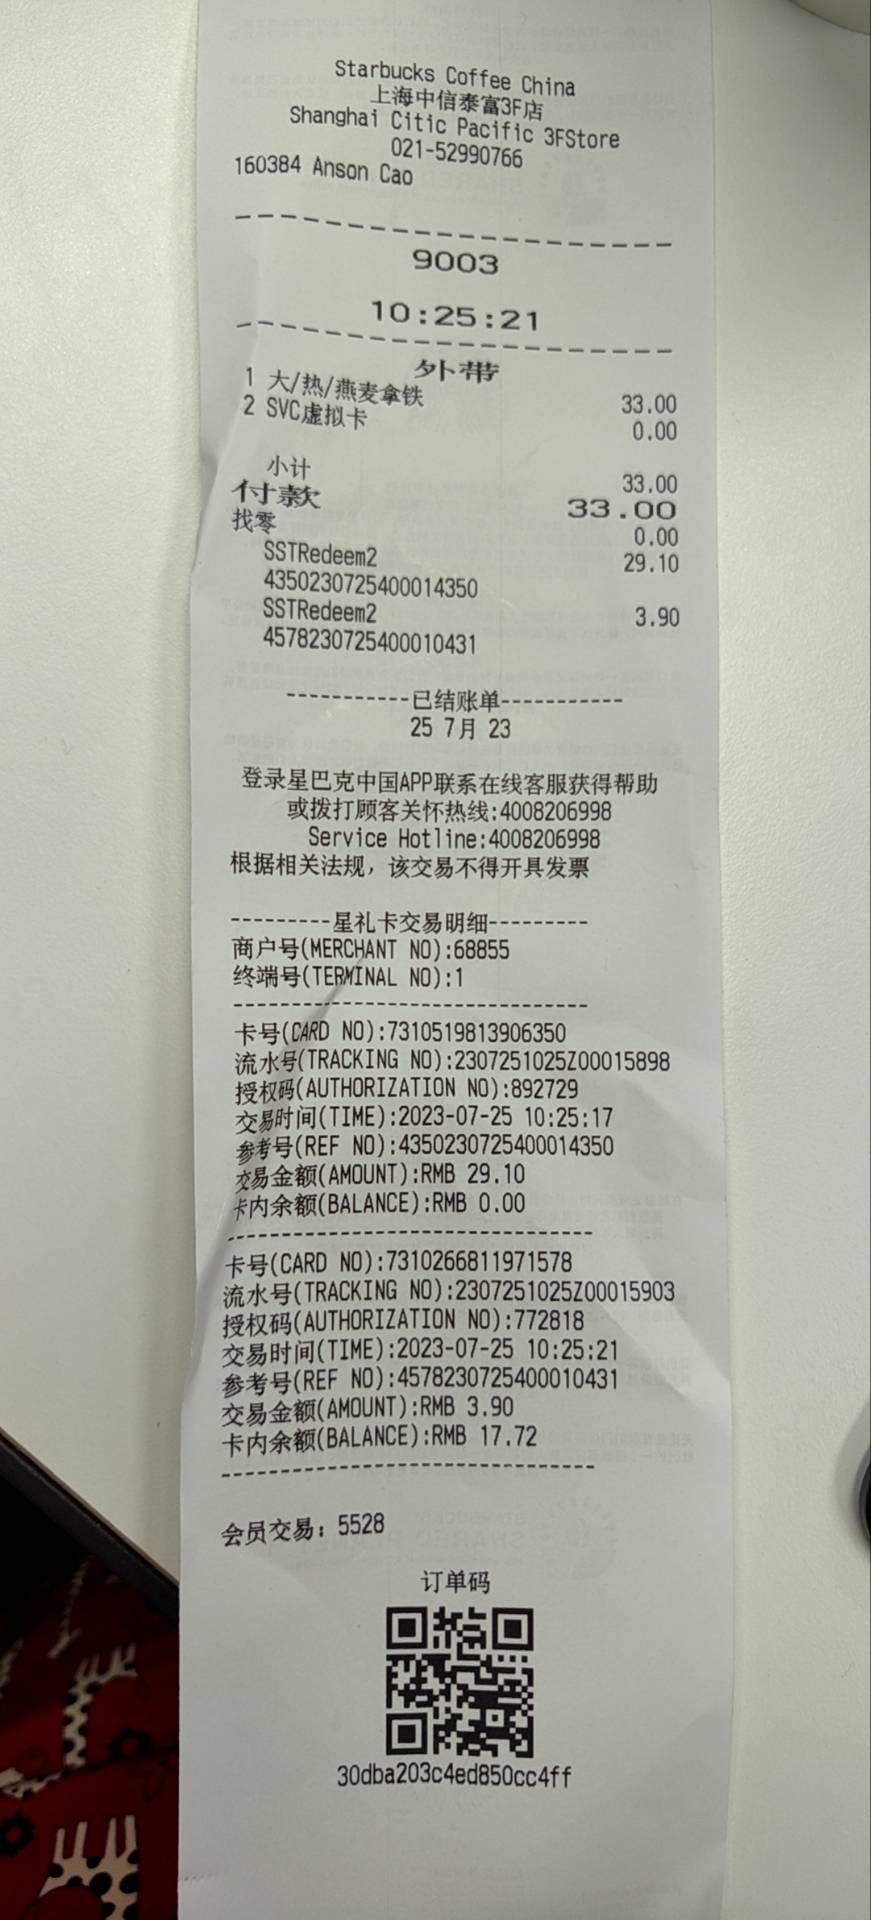 Starbucks Coffee China
上海中信泰富3F店
Shanghai Citic Pacific 3FStore
021-52990766
160384 Anson Cao
--------------------
9003
10:25:21
--------------------
外带
1 大/热/燕麦拿铁 33.00
2 SVC虚拟卡 0.00
小计 33.00
付款 33.00
找零 0.00
SSTRedeem2 29.10
4350230725400014350
SSTRedeem2 3.90
4578230725400010431
-----------已结账单-----------
25 7月 23
登录星巴克中国APP联系在线客服获得帮助
或拨打顾客关怀热线:4008206998
Service Hotline:4008206998
根据相关法规，该交易不得开具发票
---------星礼卡交易明细---------
商户号(MERCHANT NO):68855
终端号(TERMINAL NO):1
--------------------------------
卡号(CARD NO):7310519813906350
流水号(TRACKING NO):2307251025Z00015898
授权码(AUTHORIZATION NO):892729
交易时间(TIME):2023-07-25 10:25:17
参考号(REF NO):4350230725400014350
交易金额(AMOUNT):RMB 29.10
卡内余额(BALANCE):RMB 0.00
--------------------------------
卡号(CARD NO):7310266811971578
流水号(TRACKING NO):2307251025Z00015903
授权码(AUTHORIZATION NO):772818
交易时间(TIME):2023-07-25 10:25:21
参考号(REF NO):4578230725400010431
交易金额(AMOUNT):RMB 3.90
卡内余额(BALANCE):RMB 17.72
--------------------------------
会员交易: 5528
订单码
30dba203c4ed850cc4ff